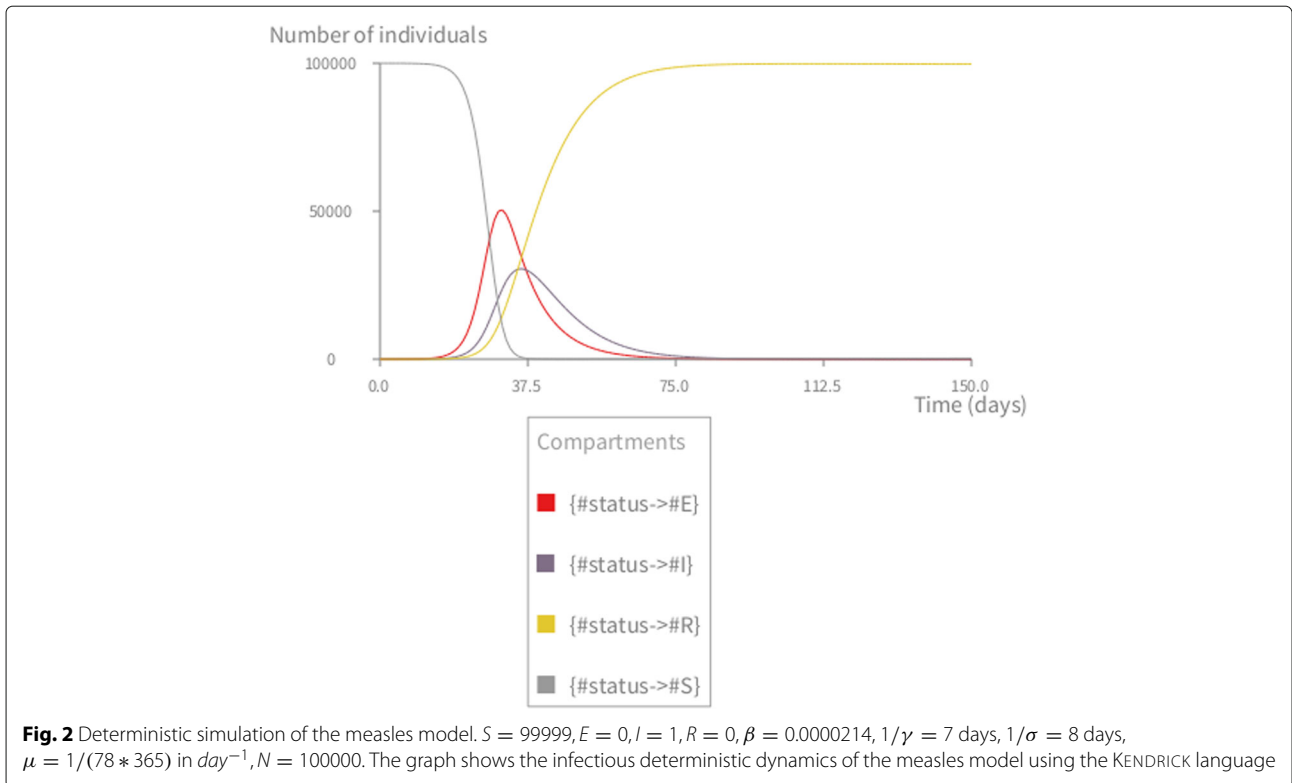 Number of individuals
100000
50000
0
0.0
37.5
75.0
112.5
150.0
Time (days)
Compartments
{#status->#E}
{#status->#I}
{#status->#R}
{#status->#S}
Fig. 2 Deterministic simulation of the measles model. S = 99999, E = 0, I = 1, R = 0, β = 0.0000214, 1/γ = 7 days, 1/σ = 8 days,
μ = 1/(78 ∗ 365) in day⁻¹, N = 100000. The graph shows the infectious deterministic dynamics of the measles model using the KENDRICK language